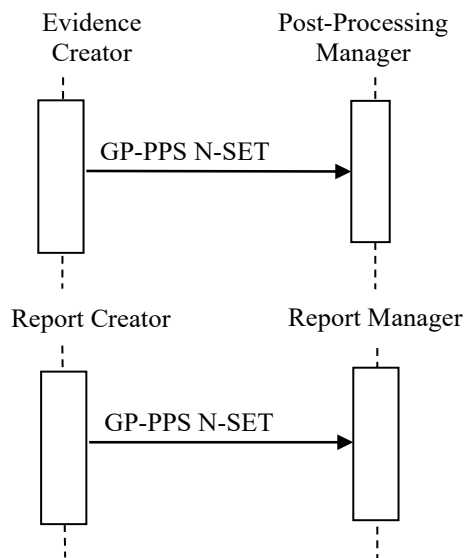 Evidence
Creator
Post-Processing
Manager
GP-PPS N-SET
Report Creator
Report Manager
GP-PPS N-SET